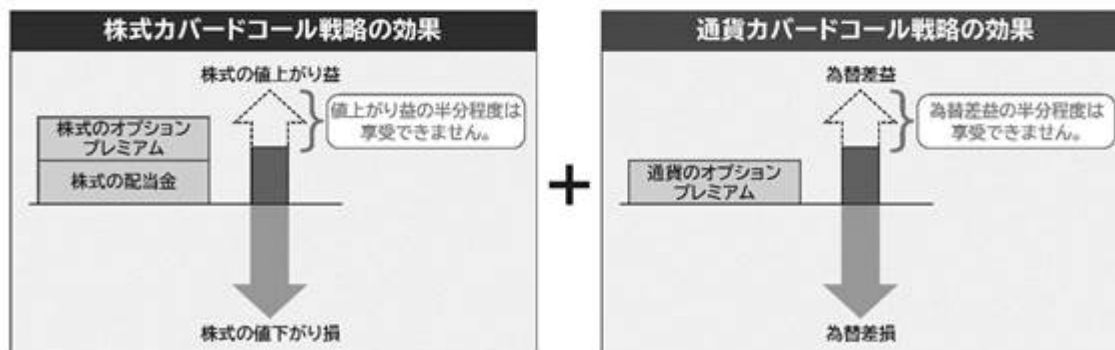 株式カバードコール戦略の効果
株式の値上がり益
値上がり益の半分程度は
享受できません。
株式のオプション
プレミアム
株式の配当金
株式の値下がり損
+
通貨カバードコール戦略の効果
為替差益
為替差益の半分程度は
享受できません。
通貨のオプション
プレミアム
為替差損